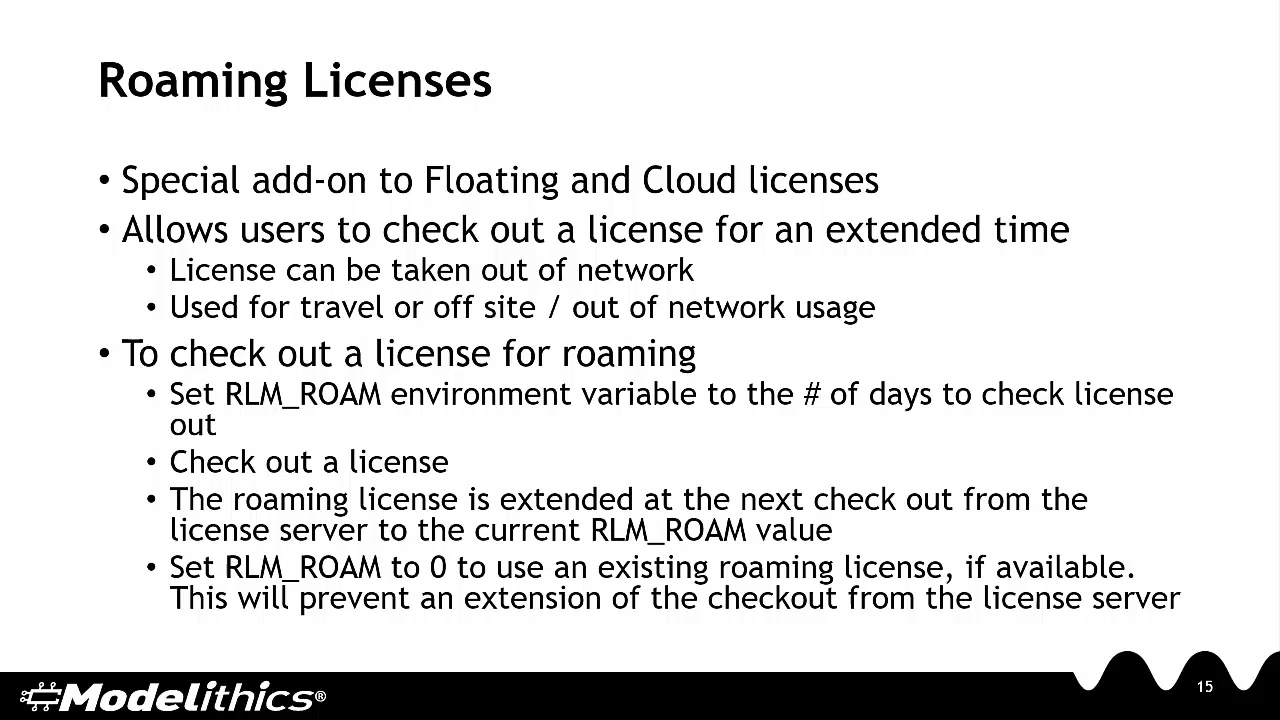 Roaming Licenses
• Special add-on to Floating and Cloud licenses
• Allows users to check out a license for an extended time
• License can be taken out of network
• Used for travel or off site / out of network usage
• To check out a license for roaming
• Set RLM_ROAM environment variable to the # of days to check license
out
• Check out a license
• The roaming license is extended at the next check out from the
license server to the current RLM_ROAM value
• Set RLM_ROAM to 0 to use an existing roaming license, if available.
This will prevent an extension of the checkout from the license server
Modelithics®
15